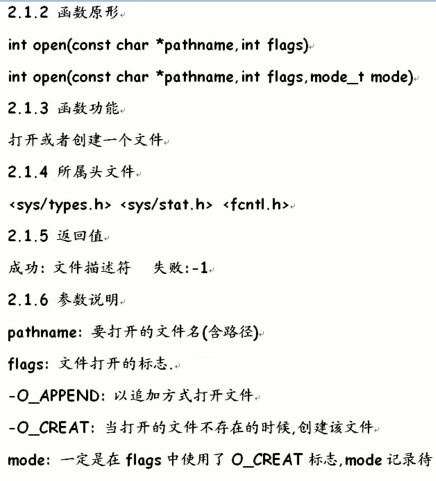 2.1.2 函数原形
int open(const char *pathname,int flags)
int open(const char *pathname,int flags,mode_t mode)
2.1.3 函数功能
打开或者创建一个文件
2.1.4 所属头文件
<sys/types.h> <sys/stat.h> <fcntl.h>
2.1.5 返回值
成功: 文件描述符 失败:-1
2.1.6 参数说明
pathname: 要打开的文件名(含路径)
flags: 文件打开的标志.
-O_APPEND: 以追加方式打开文件
-O_CREAT: 当打开的文件不存在的时候,创建该文件
mode: 一定是在 flags 中使用了 O_CREAT 标志,mode 记录待